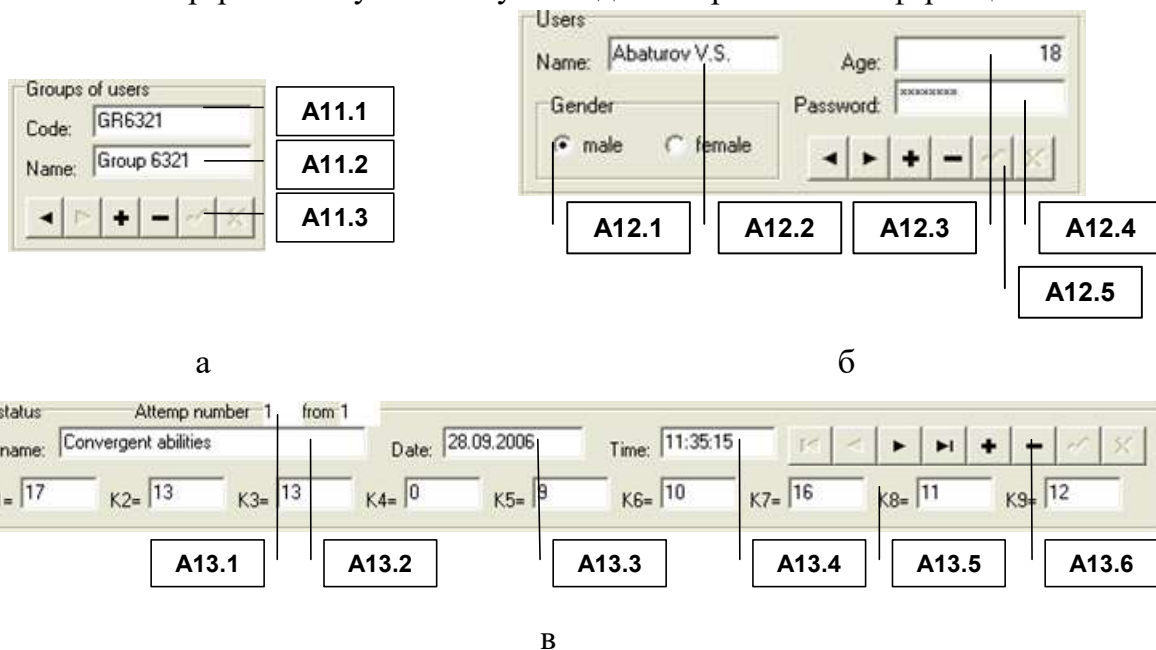 Users
Name: Abaturov V.S.
Age: 18
Gender
Password: xxxxxxxx
male female
A12.1 A12.2 A12.3 A12.4
A12.5
Groups of users
Code: GR6321
Name: Group 6321
A11.1
A11.2
A11.3
а б
status Attemp number 1 from 1
name: Convergent abilities Date: 28.09.2006 Time: 11:35:15
= 17 K2= 13 K3= 13 K4= 0 K5= 9 K6= 10 K7= 16 K8= 11 K9= 12
A13.1 A13.2 A13.3 A13.4 A13.5 A13.6
в